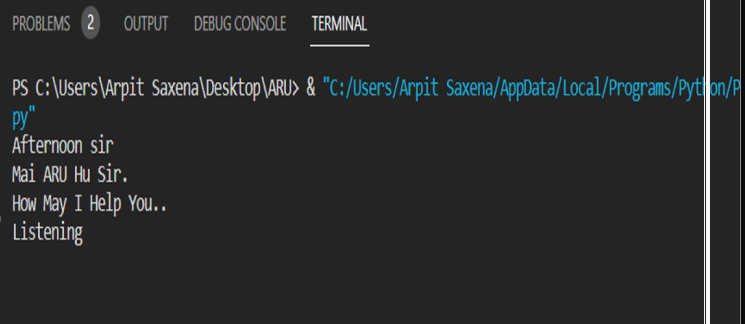 PROBLEMS 2 OUTPUT DEBUG CONSOLE TERMINAL
PS C:\Users\Arpit Saxena\Desktop\ARU> & "C:/Users/Arpit Saxena/AppData/Local/Programs/Python/P
py"
Afternoon sir
Mai ARU Hu Sir.
How May I Help You..
Listening